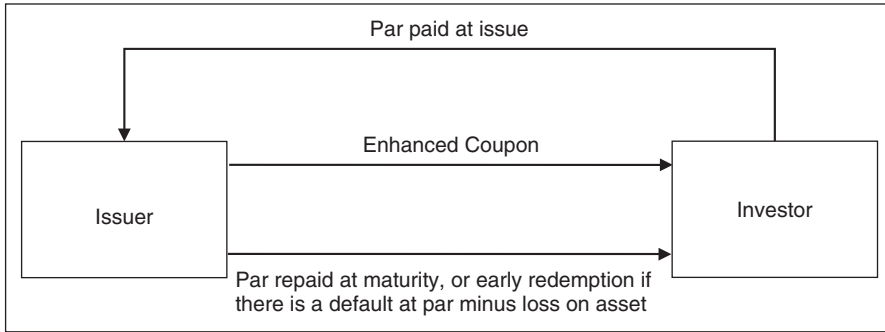 Par paid at issue
Enhanced Coupon
Issuer
Investor
Par repaid at maturity, or early redemption if
there is a default at par minus loss on asset